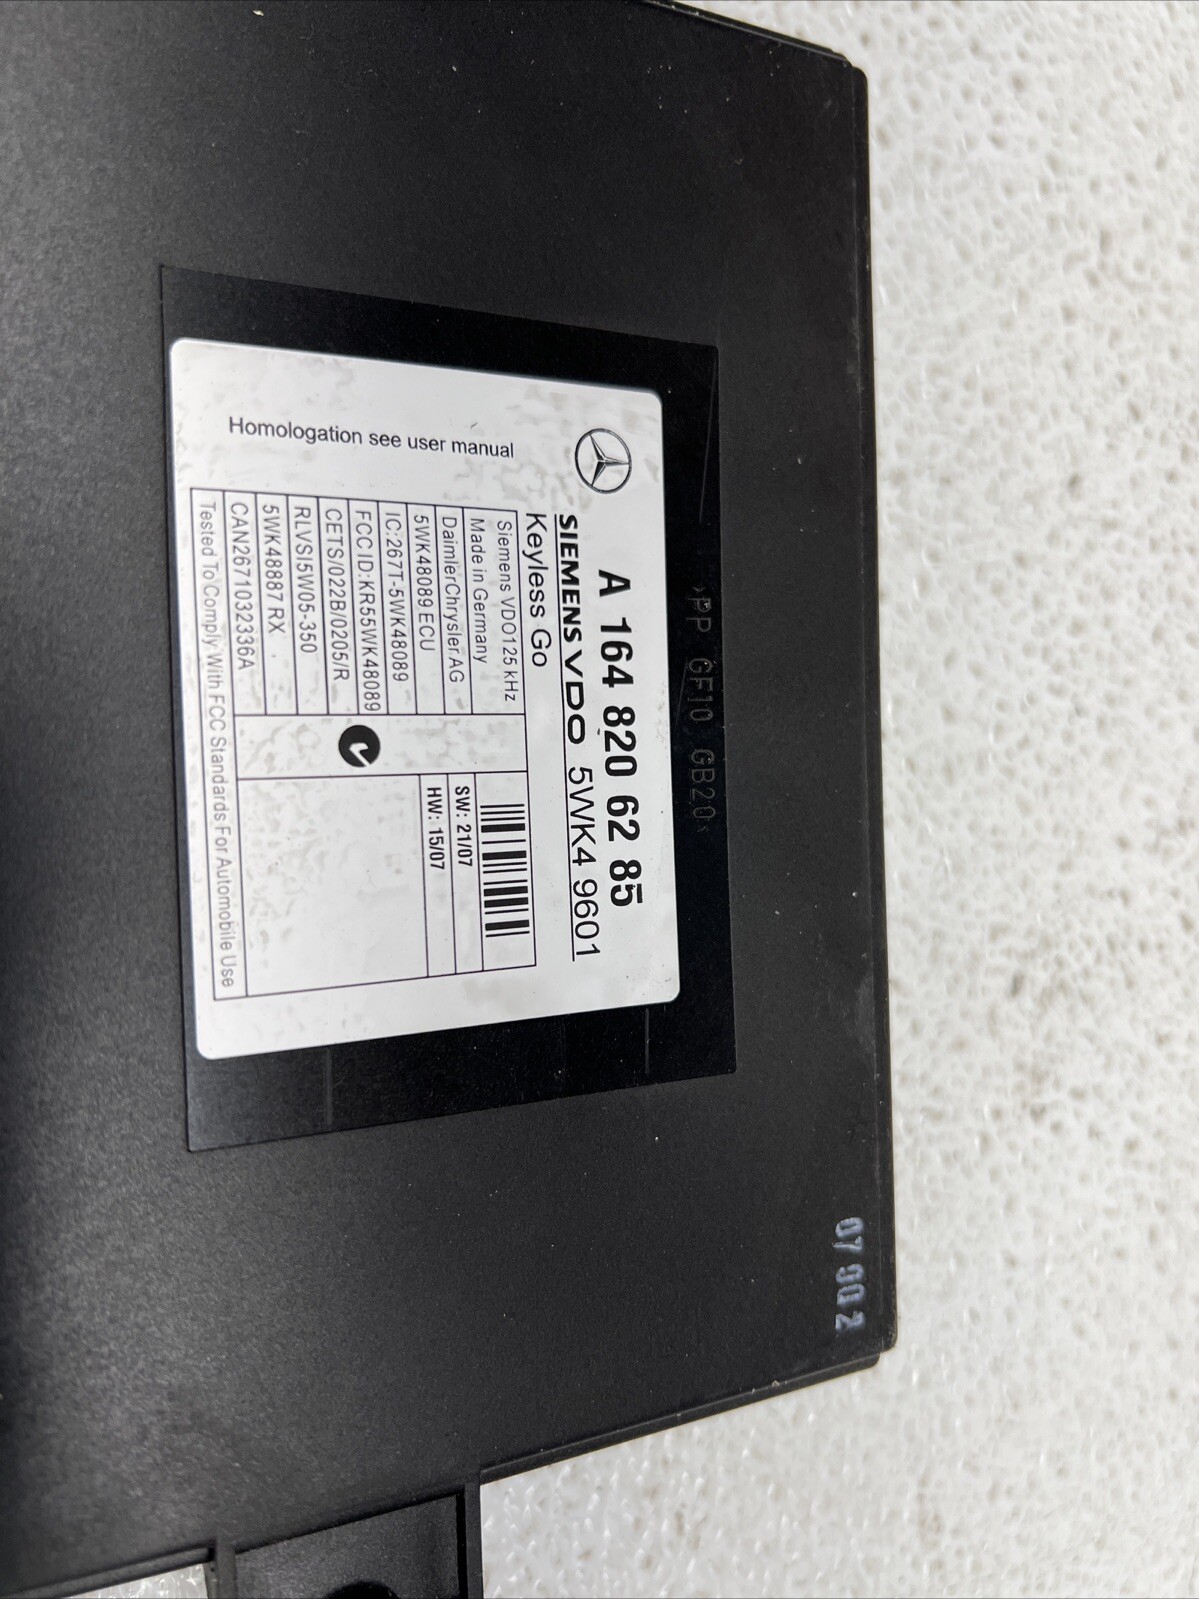 >PP GF10 GB20<
A 164 820 62 85
SIEMENS VDO 5WK4 9601
Keyless Go
Siemens VDO125 kHz
Made in Germany
DaimlerChrysler AG
5WK48089 ECU
IC:267T-5WK48089
FCC ID:KR55WK48089
CETS/022B/0205/R
RLVSI5W05-350
5WK48887 RX
CAN2671032336A
Tested To Comply With FCC Standards For Automobile Use
SW: 21/07
HW: 15/07
Homologation see user manual